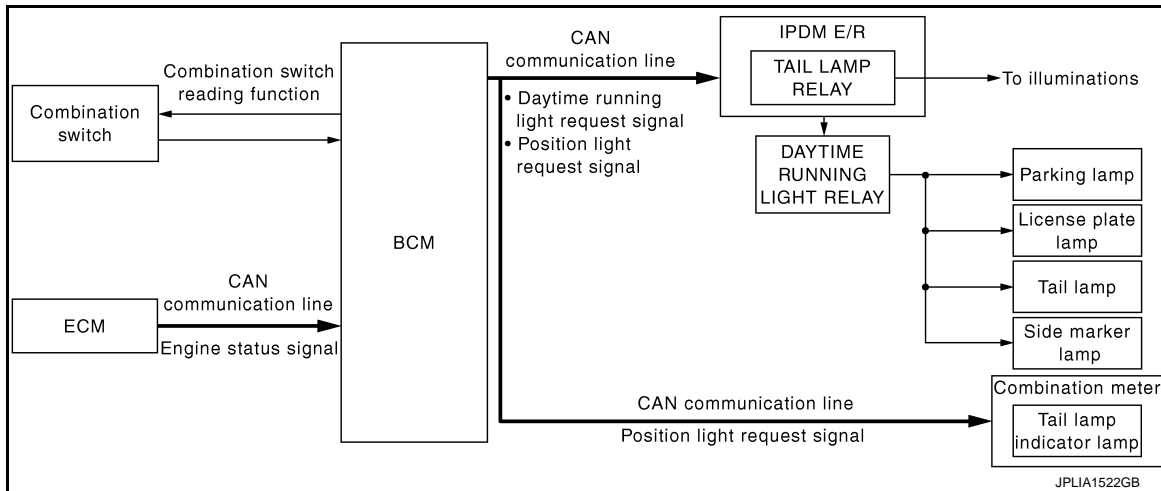 Combination
switch
Combination switch
reading function
ECM
CAN
communication line
Engine status signal
BCM
CAN
communication line
• Daytime running
light request signal
• Position light
request signal
IPDM E/R
TAIL LAMP
RELAY
To illuminations
DAYTIME
RUNNING
LIGHT RELAY
Parking lamp
License plate
lamp
Tail lamp
Side marker
lamp
CAN communication line
Position light request signal
Combination meter
Tail lamp
indicator lamp
JPLIA1522GB